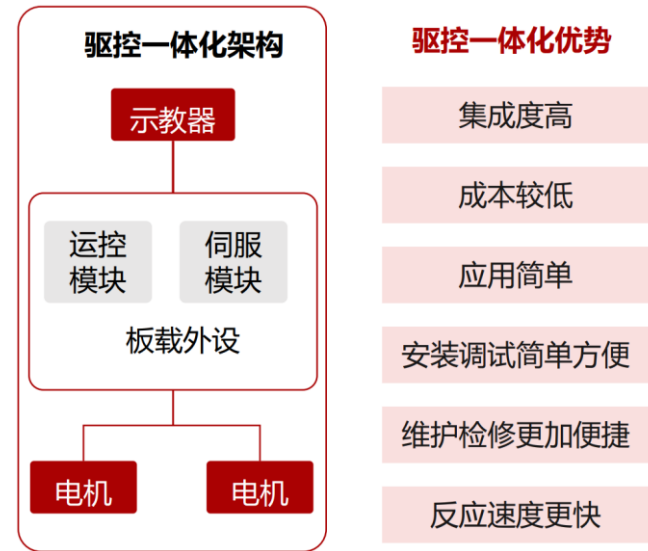 驱控一体化架构
示教器
运控
模块
伺服
模块
板载外设
电机
电机
驱控一体化优势
集成度高
成本较低
应用简单
安装调试简单方便
维护检修更加便捷
反应速度更快